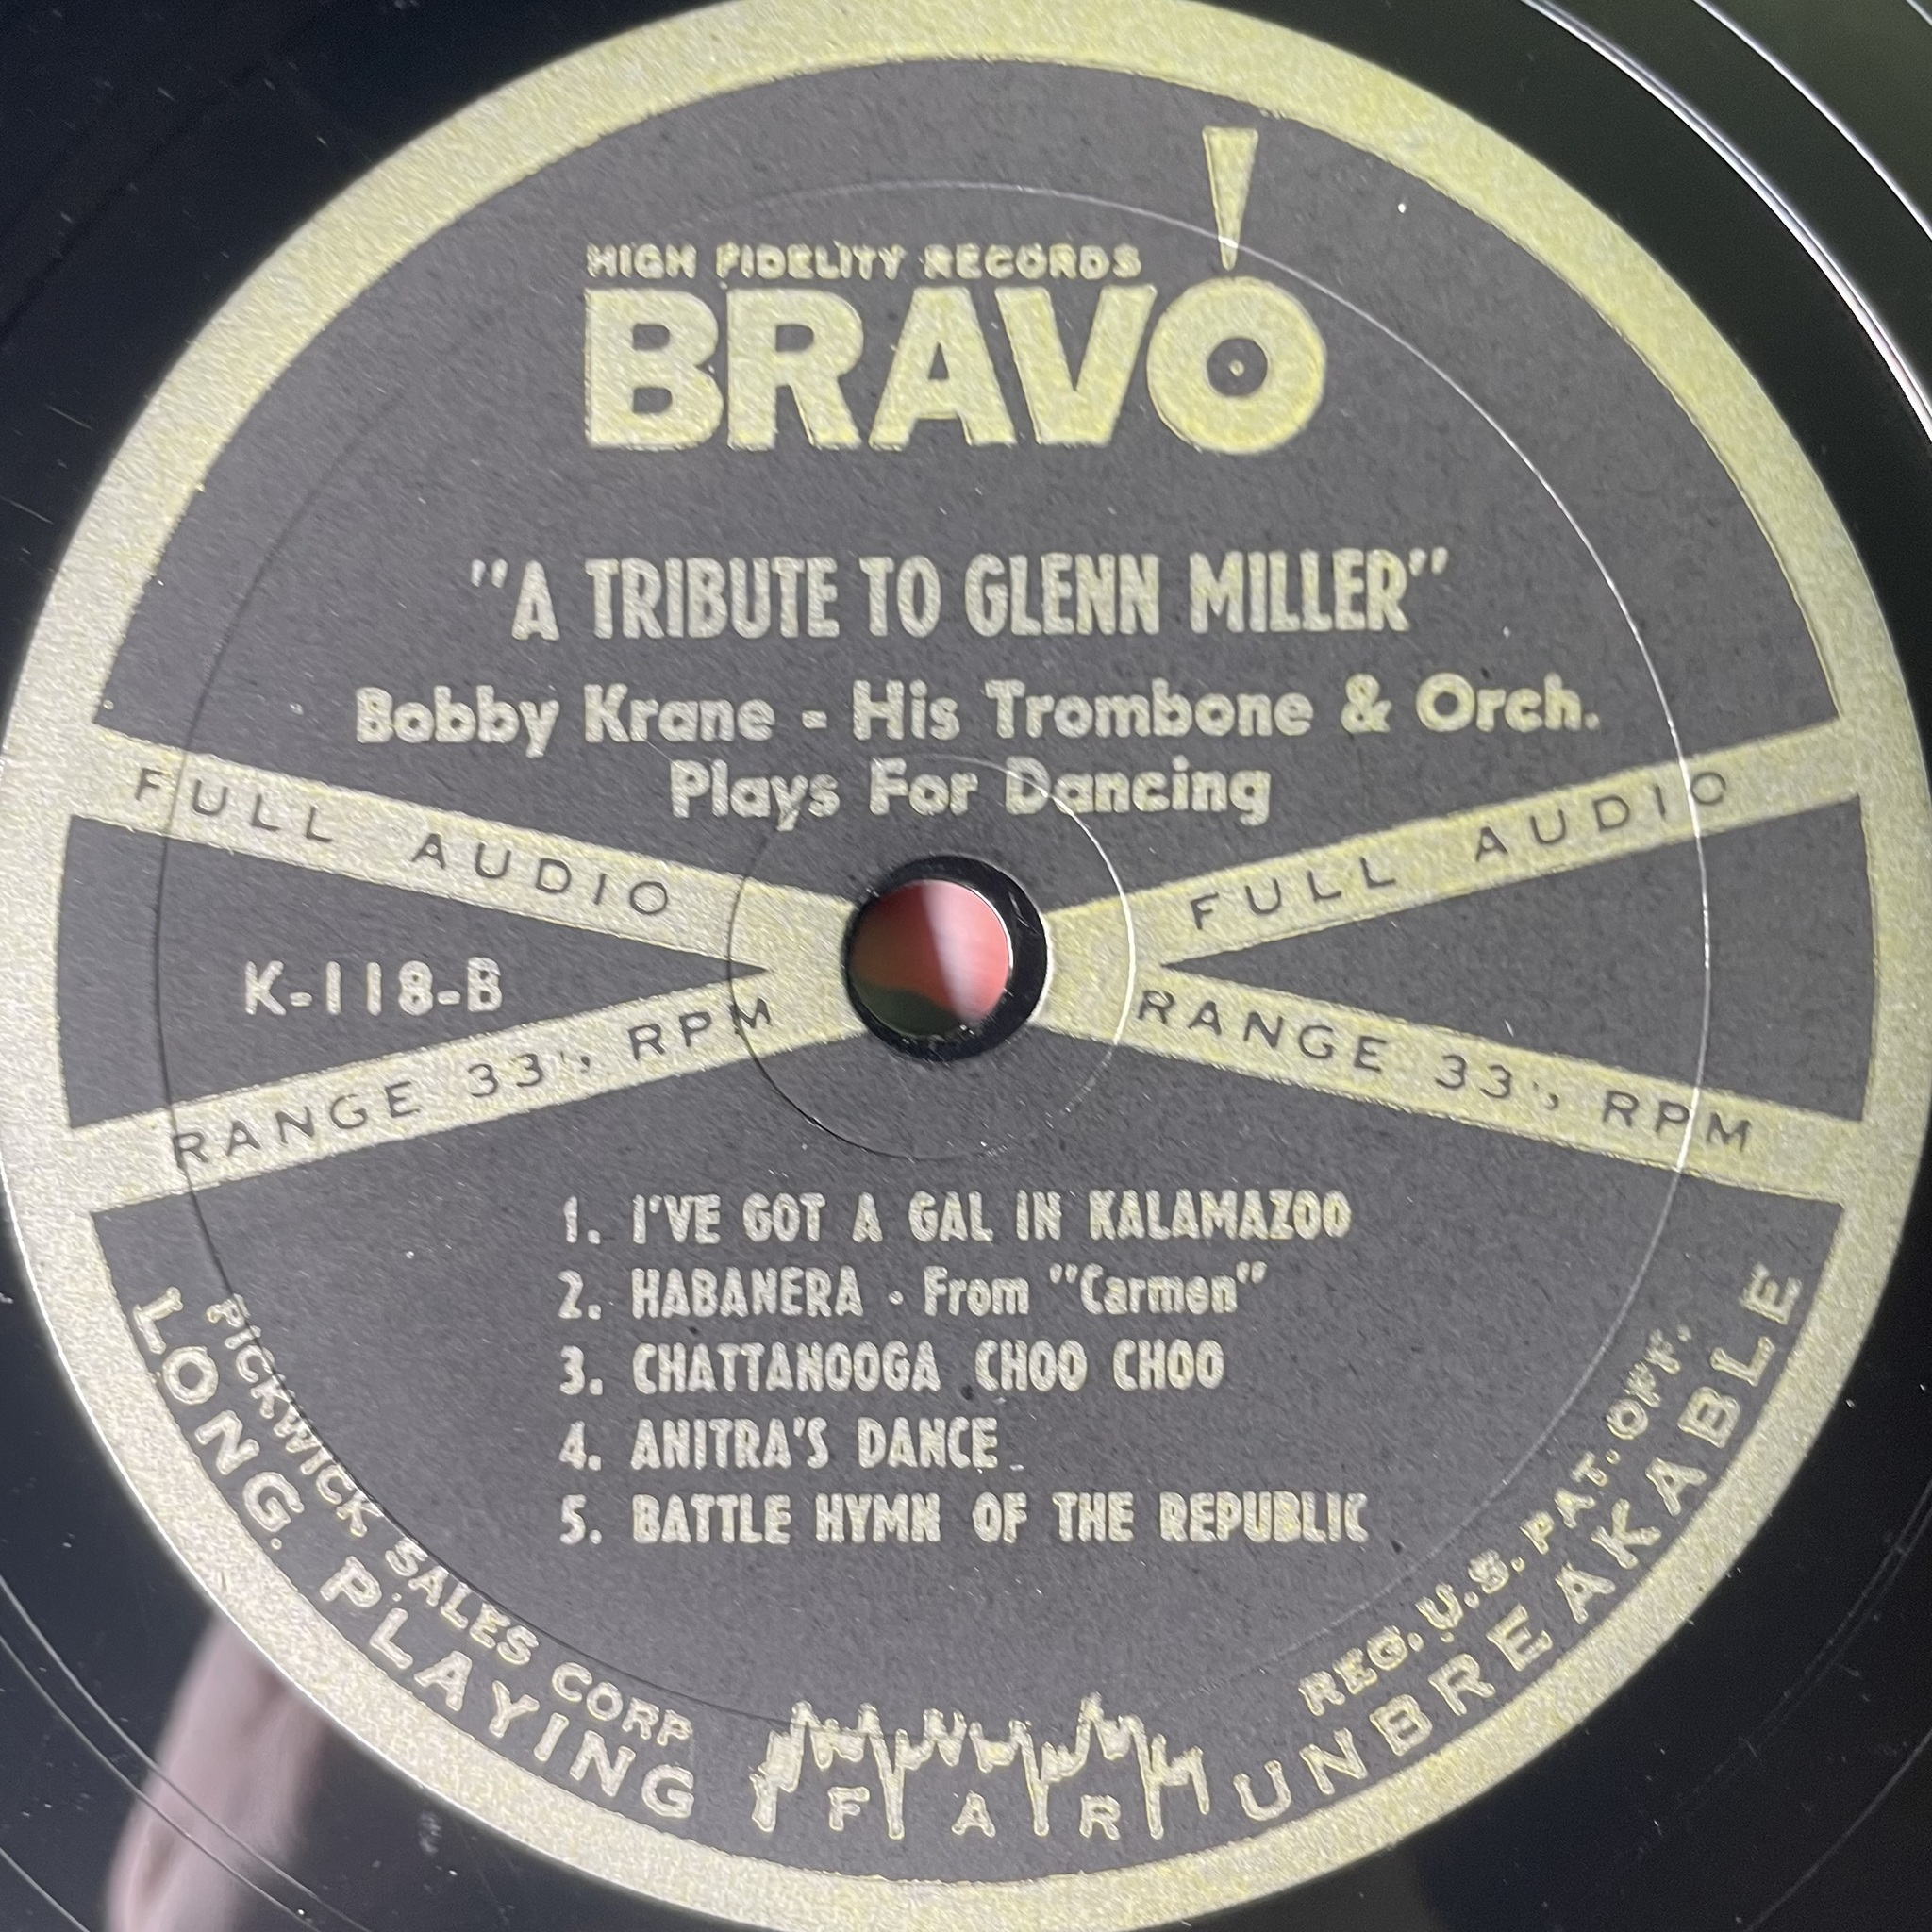 HIGH FIDELITY RECORDS
BRAVO
"A TRIBUTE TO GLENN MILLER"
Bobby Krane - His Trombone & Orch.
Plays For Dancing
FULL AUDIO
FULL AUDIO
K-118-B
RANGE 33⅓ RPM
RANGE 33⅓ RPM
1. I'VE GOT A GAL IN KALAMAZOO
2. HABANERA - From "Carmen"
3. CHATTANOOGA CHOO CHOO
4. ANITRA'S DANCE
5. BATTLE HYMN OF THE REPUBLIC
PICKWICK SALES CORP
REG. U.S. PAT. OFF.
LONG PLAYING
FAR
UNBREAKABLE